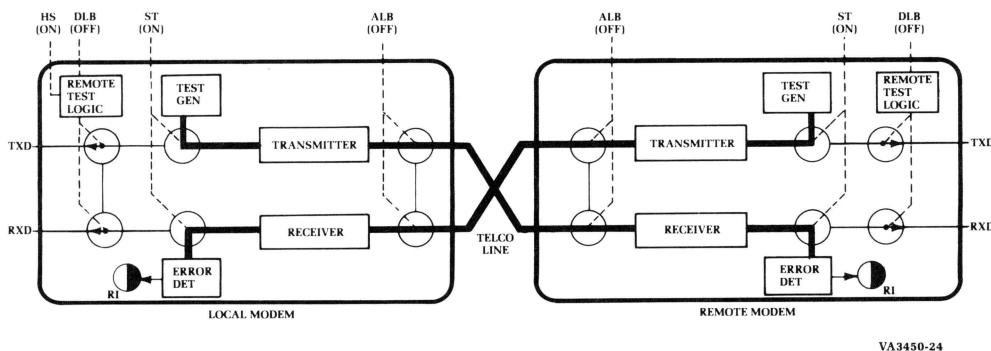 HS
(ON)
DLB
(OFF)
ST
(ON)
ALB
(OFF)
ALB
(OFF)
ST
(ON)
DLB
(OFF)
REMOTE
TEST
LOGIC
TEST
GEN
TEST
GEN
REMOTE
TEST
LOGIC
TXD
TRANSMITTER
TRANSMITTER
TXD
RXD
RECEIVER
TELCO
LINE
RECEIVER
RXD
ERROR
DET
RI
ERROR
DET
RI
LOCAL MODEM
REMOTE MODEM
VA3450-24